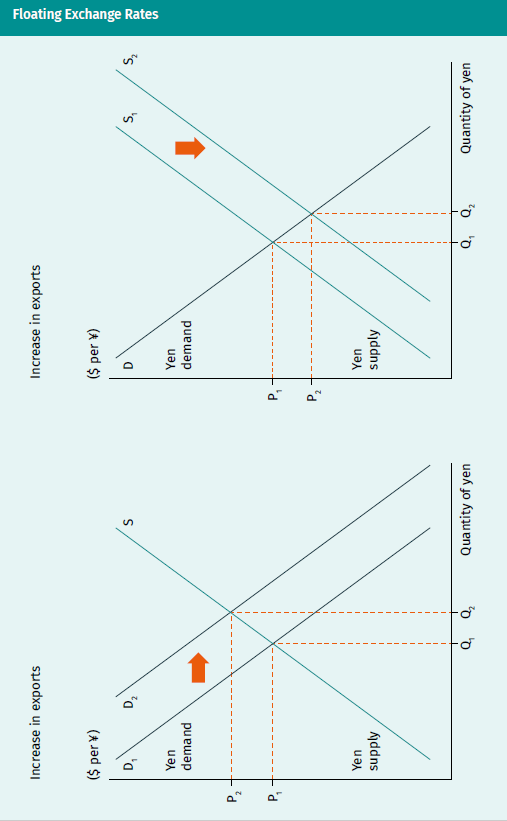 Floating Exchange Rates
Increase in exports
($ per ¥)
D₁
D₂
S
Yen
demand
P₂
P₁
Yen
supply
Q₁
Q₂
Quantity of yen
Increase in exports
($ per ¥)
D
S₁
S₂
Yen
demand
P₁
P₂
Yen
supply
Q₁
Q₂
Quantity of yen